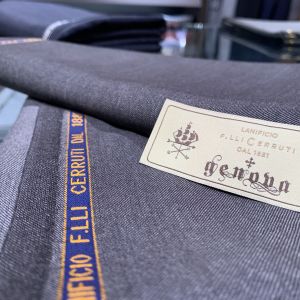 LANIFICIO
F.LLI CERRUTI
DAL 1881
genova
LANIFICIO F.LLI CERRUTI DAL 1881